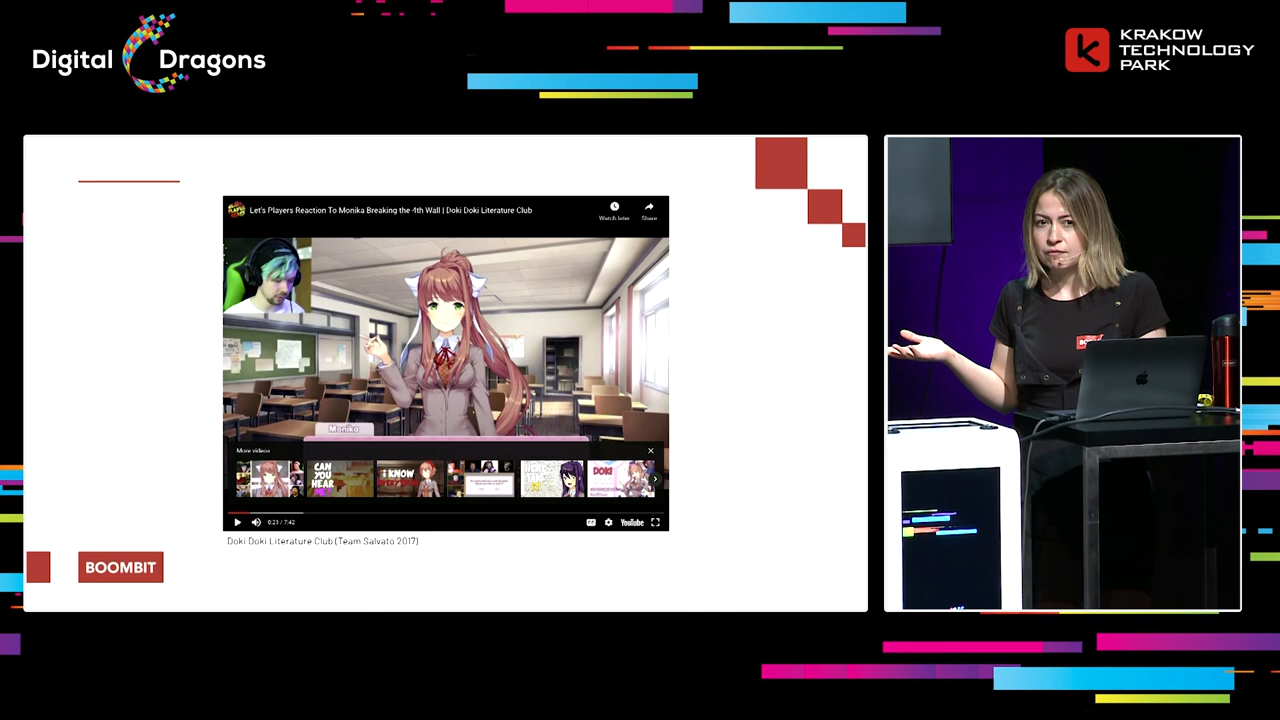 Digital Dragons
KRAKOW
TECHNOLOGY
PARK
Let's Players Reaction To Monika Breaking the 4th Wall | Doki Doki Literature Club
Watch later
Share
Monika
More videos
CAN
YOU
HEAR
i KNOW
DOKI
0:23 / 7:42
YouTube
Doki Doki Literature Club (Team Salvato 2017)
BOOMBIT